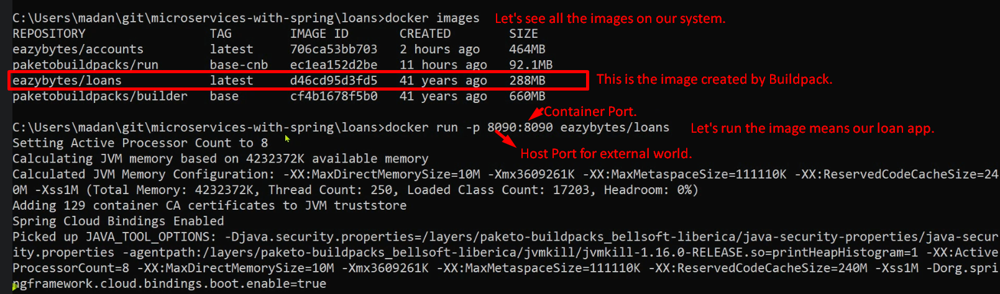 C:\Users\madan\git\microservices-with-spring\loans>docker images Let's see all the images on our system.
REPOSITORY TAG IMAGE ID CREATED SIZE
eazybytes/accounts latest 706ca53bb703 2 hours ago 464MB
paketobuildpacks/run base-cnb ec1ea152d2be 11 hours ago 92.1MB
eazybytes/loans latest d46cd95d3fd5 41 years ago 288MB This is the image created by Buildpack.
paketobuildpacks/builder base cf4b1678f5b0 41 years ago 660MB
Container Port.
C:\Users\madan\git\microservices-with-spring\loans>docker run -p 8090:8090 eazybytes/loans Let's run the image means our loan app.
Setting Active Processor Count to 8
Host Port for external world.
Calculating JVM memory based on 4232372K available memory
Calculated JVM Memory Configuration: -XX:MaxDirectMemorySize=10M -Xmx3609261K -XX:MaxMetaspaceSize=111110K -XX:ReservedCodeCacheSize=24
0M -Xss1M (Total Memory: 4232372K, Thread Count: 250, Loaded Class Count: 17203, Headroom: 0%)
Adding 129 container CA certificates to JVM truststore
Spring Cloud Bindings Enabled
Picked up JAVA_TOOL_OPTIONS: -Djava.security.properties=/layers/paketo-buildpacks_bellsoft-liberica/java-security-properties/java-secur
ity.properties -agentpath:/layers/paketo-buildpacks_bellsoft-liberica/jvmkill/jvmkill-1.16.0-RELEASE.so=printHeapHistogram=1 -XX:Active
ProcessorCount=8 -XX:MaxDirectMemorySize=10M -Xmx3609261K -XX:MaxMetaspaceSize=111110K -XX:ReservedCodeCacheSize=240M -Xss1M -Dorg.spri
ngframework.cloud.bindings.boot.enable=true